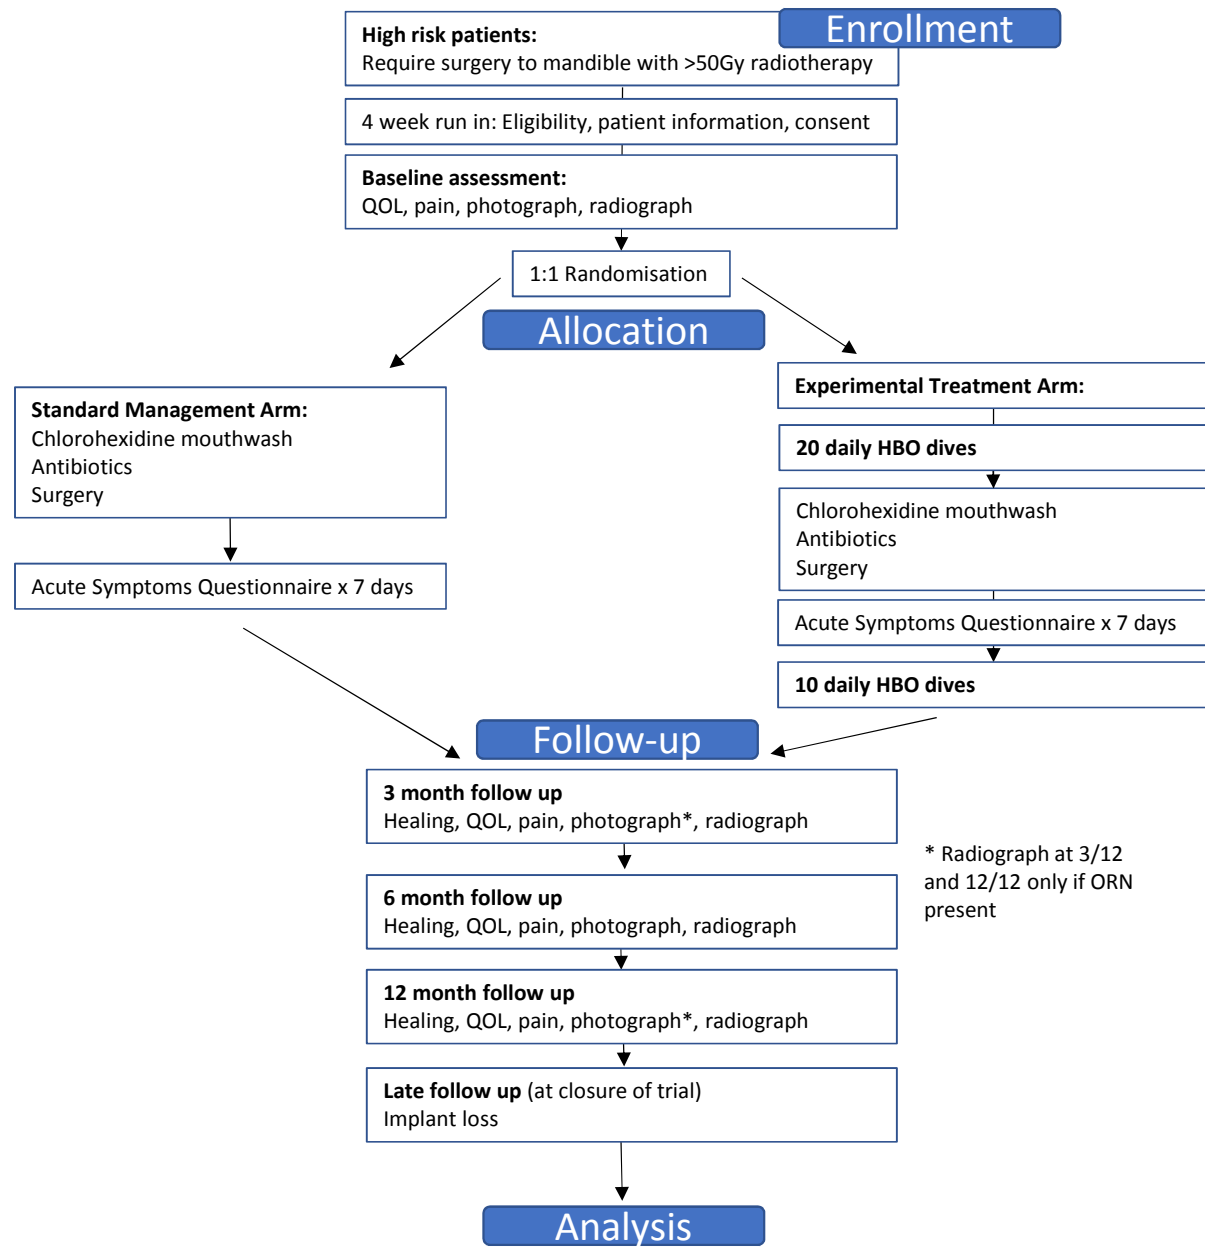 Enrollment
High risk patients:
Require surgery to mandible with >50Gy radiotherapy
4 week run in: Eligibility, patient information, consent
Baseline assessment:
QOL, pain, photograph, radiograph
1:1 Randomisation
Allocation
Standard Management Arm:
Chlorohexidine mouthwash
Antibiotics
Surgery
Acute Symptoms Questionnaire x 7 days
Experimental Treatment Arm:
20 daily HBO dives
Chlorohexidine mouthwash
Antibiotics
Surgery
Acute Symptoms Questionnaire x 7 days
10 daily HBO dives
Follow-up
3 month follow up
Healing, QOL, pain, photograph*, radiograph
* Radiograph at 3/12
and 12/12 only if ORN
present
6 month follow up
Healing, QOL, pain, photograph, radiograph
12 month follow up
Healing, QOL, pain, photograph*, radiograph
Late follow up (at closure of trial)
Implant loss
Analysis